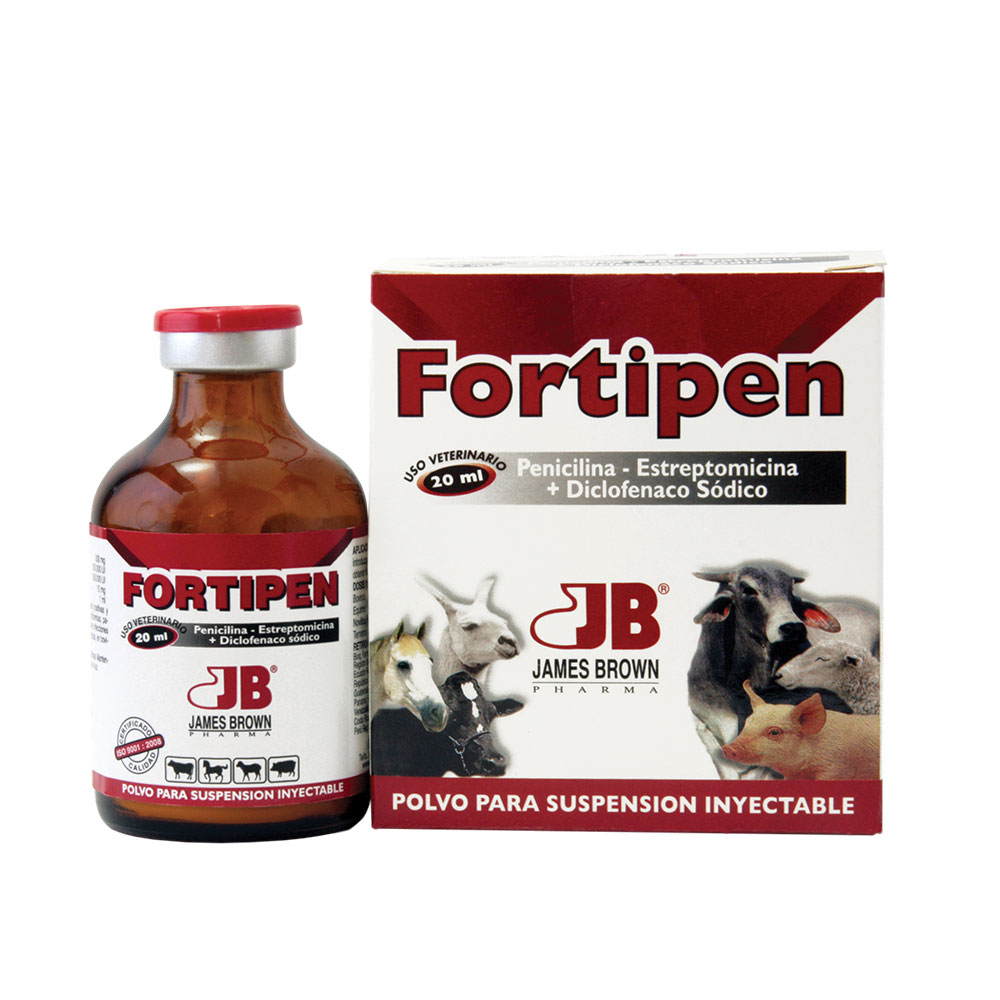 FORTIPEN
USO VETERINARIO
20 ml
Penicilina - Estreptomicina
+ Diclofenaco sódico
JB®
JAMES BROWN
PHARMA
CERTIFICADO
ISO 9001 : 2008
CALIDAD
POLVO PARA SUSPENSION INYECTABLE
Fortipen
USO VETERINARIO
20 ml
Penicilina - Estreptomicina
+ Diclofenaco Sódico
JB®
JAMES BROWN
PHARMA
POLVO PARA SUSPENSION INYECTABLE